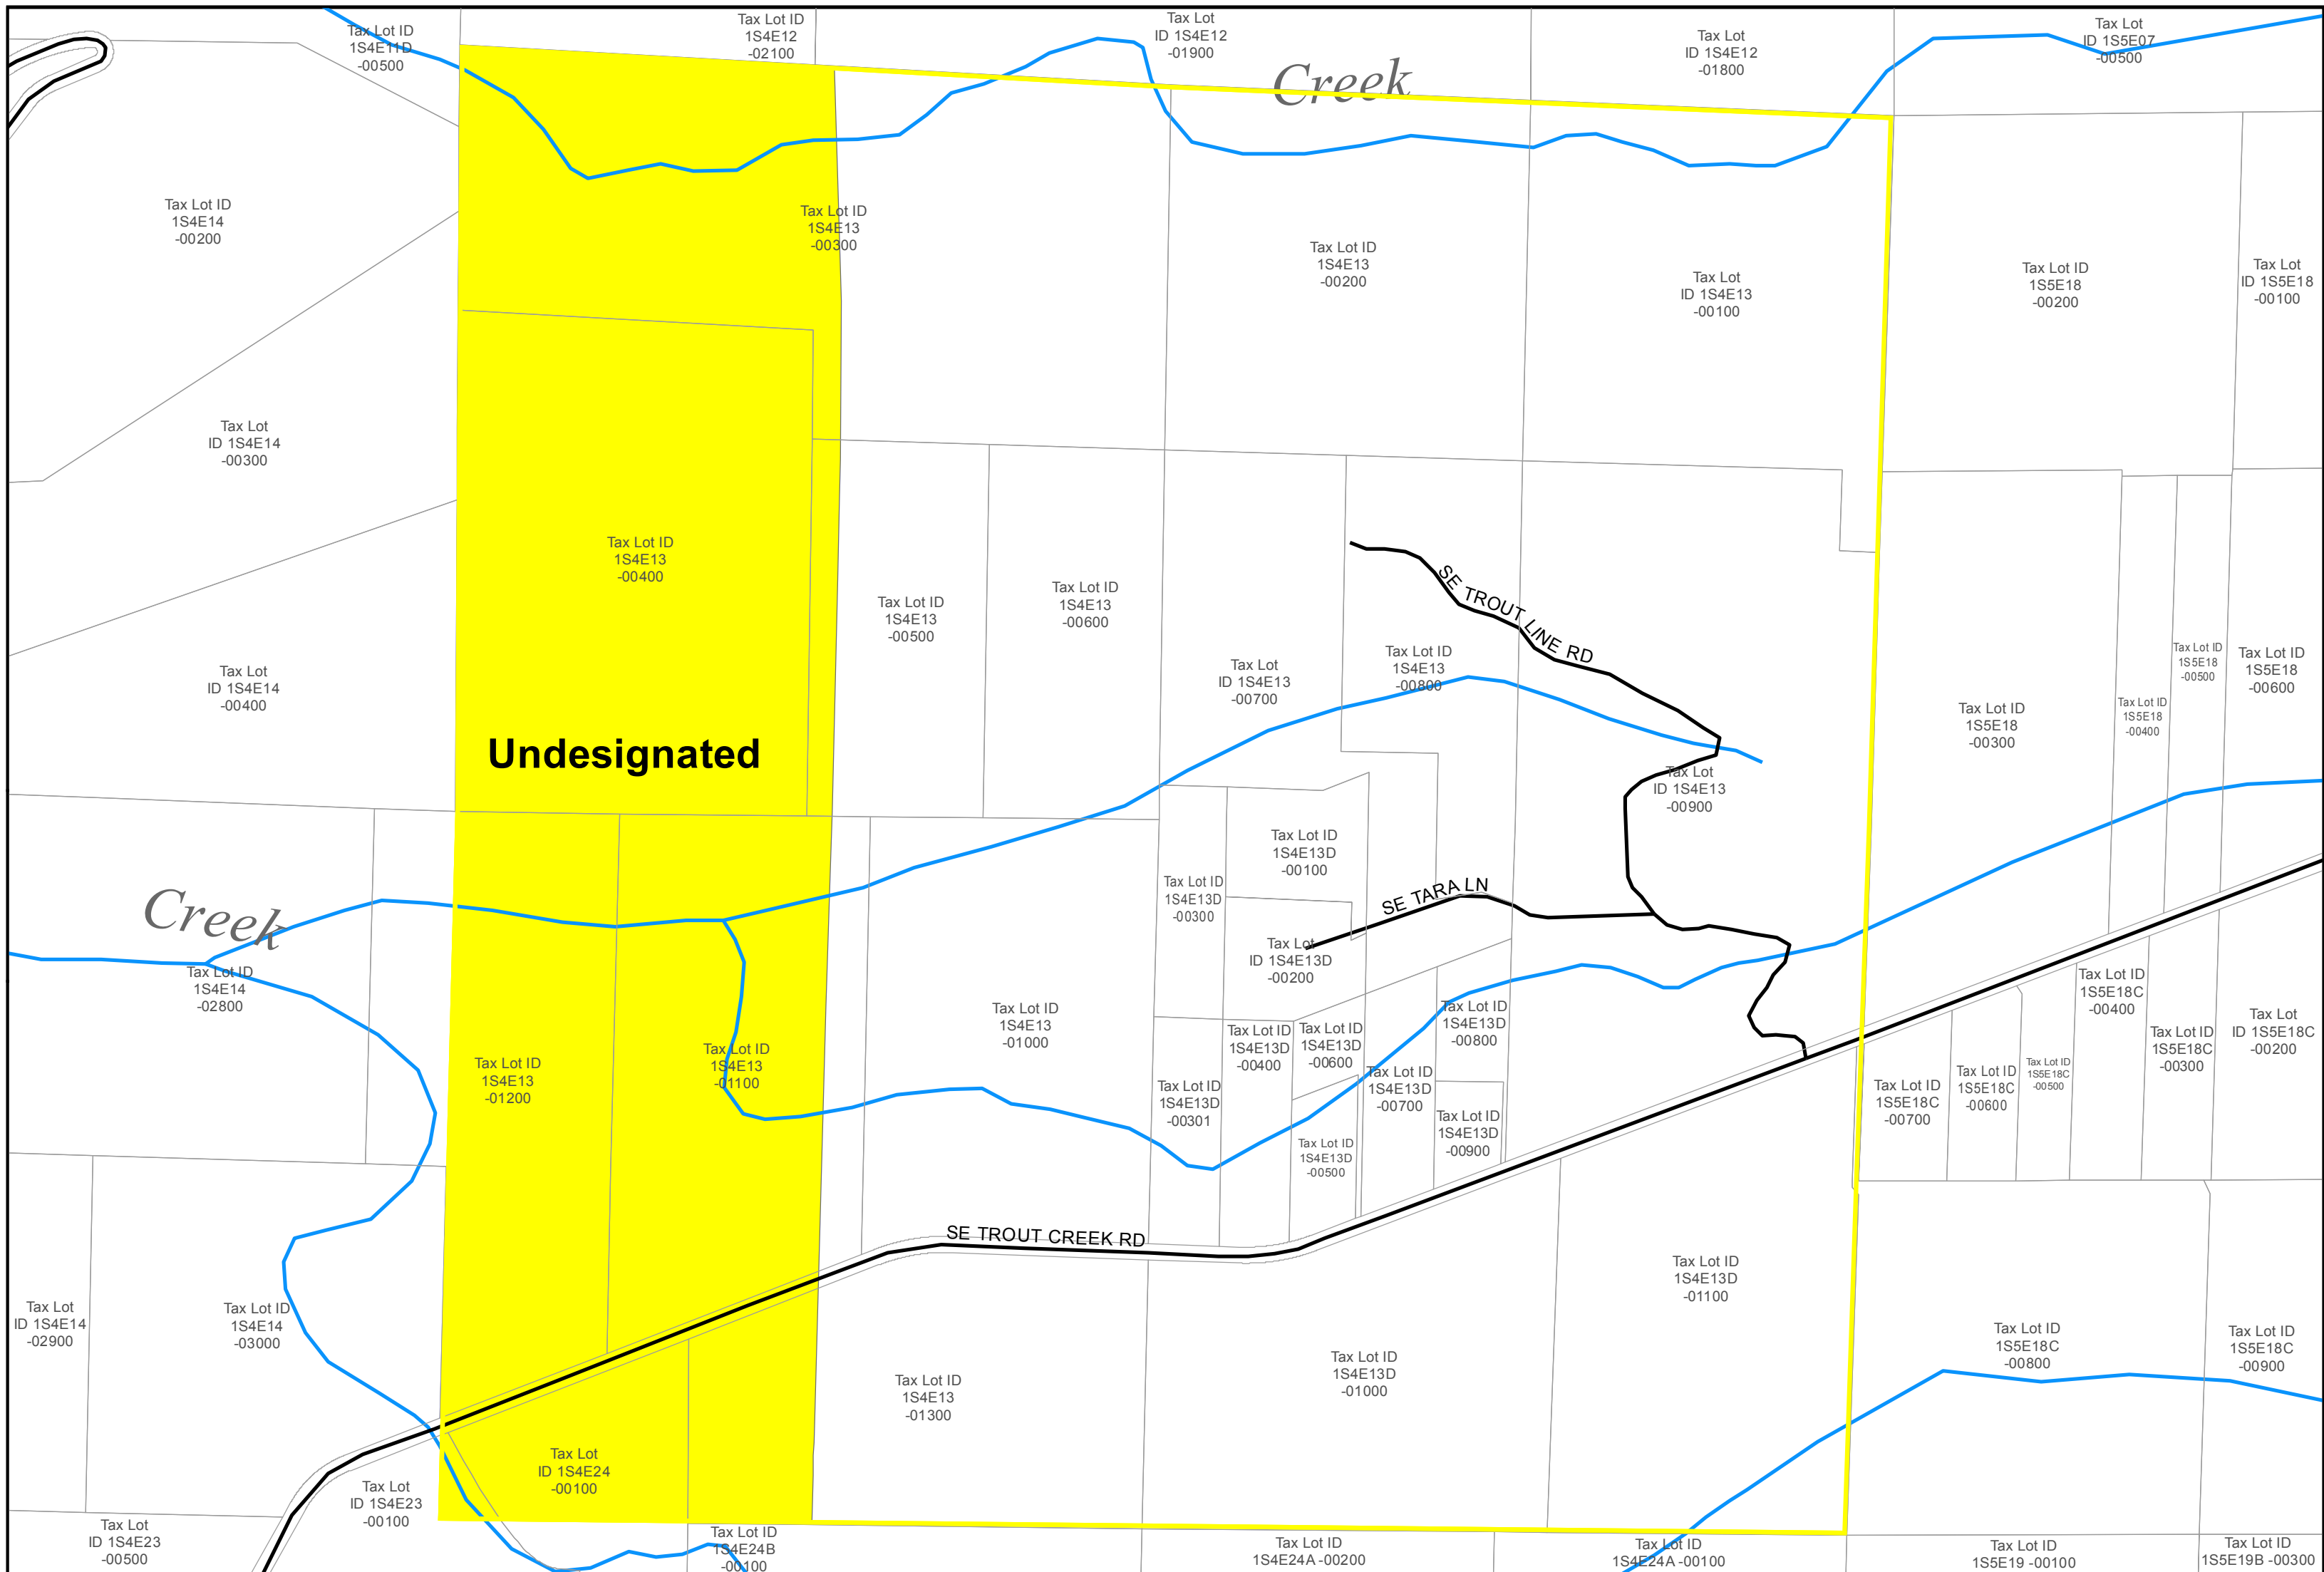 Tax Lot ID
1S4E11D
-00500
Tax Lot ID
1S4E12
-02100
Tax Lot
ID 1S4E12
-01900
Tax Lot
ID 1S4E12
-01800
Tax Lot
ID 1S5E07
-00500
Creek
Tax Lot ID
1S4E14
-00200
Tax Lot ID
1S4E13
-00300
Tax Lot ID
1S4E13
-00200
Tax Lot
ID 1S4E13
-00100
Tax Lot ID
1S5E18
-00200
Tax Lot
ID 1S5E18
-00100
Tax Lot
ID 1S4E14
-00300
Tax Lot ID
1S4E13
-00400
Tax Lot ID
1S4E13
-00500
Tax Lot ID
1S4E13
-00600
SE TROUT LINE RD
Tax Lot
ID 1S4E14
-00400
Tax Lot
ID 1S4E13
-00700
Tax Lot ID
1S4E13
-00800
Tax Lot ID
1S5E18
-00300
Tax Lot ID
1S5E18
-00400
Tax Lot ID
1S5E18
-00500
Tax Lot ID
1S5E18
-00600
Undesignated
Tax Lot
ID 1S4E13
-00900
Tax Lot ID
1S4E13D
-00100
Tax Lot ID
1S4E13D
-00300
SE TARA LN
Creek
Tax Lot
ID 1S4E13D
-00200
Tax Lot ID
1S4E14
-02800
Tax Lot ID
1S4E13
-01200
Tax Lot ID
1S4E13
-01100
Tax Lot ID
1S4E13
-01000
Tax Lot ID
1S4E13D
-00400
Tax Lot ID
1S4E13D
-00600
Tax Lot ID
1S4E13D
-00800
Tax Lot ID
1S4E13D
-00301
Tax Lot ID
1S4E13D
-00700
Tax Lot ID
1S4E13D
-00500
Tax Lot ID
1S4E13D
-00900
Tax Lot ID
1S5E18C
-00700
Tax Lot ID
1S5E18C
-00600
Tax Lot ID
1S5E18C
-00500
Tax Lot ID
1S5E18C
-00400
Tax Lot ID
1S5E18C
-00300
Tax Lot
ID 1S5E18C
-00200
SE TROUT CREEK RD
Tax Lot
ID 1S4E14
-02900
Tax Lot ID
1S4E14
-03000
Tax Lot ID
1S4E13D
-01100
Tax Lot ID
1S4E13
-01300
Tax Lot ID
1S4E13D
-01000
Tax Lot ID
1S5E18C
-00800
Tax Lot ID
1S5E18C
-00900
Tax Lot
ID 1S4E24
-00100
Tax Lot
ID 1S4E23
-00100
Tax Lot
ID 1S4E23
-00500
Tax Lot ID
1S4E24B
-00100
Tax Lot ID
1S4E24A -00200
Tax Lot ID
1S4E24A -00100
Tax Lot ID
1S5E19 -00100
Tax Lot ID
1S5E19B -00300